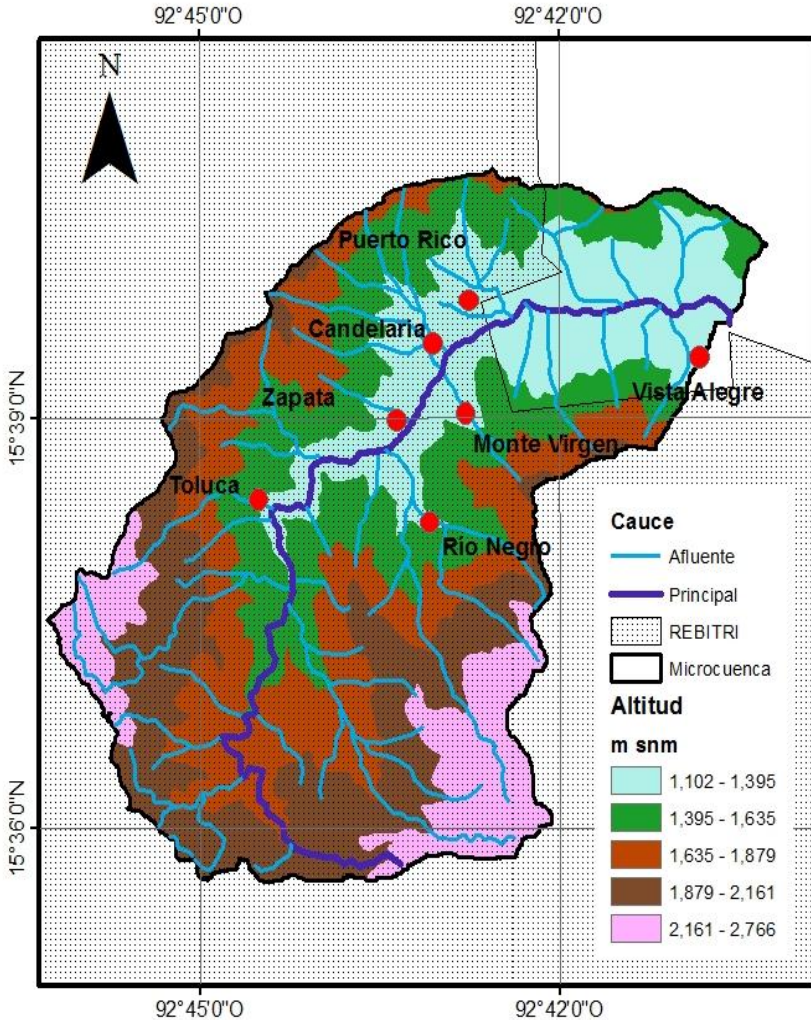 92°45'0"O
92°42'0"O
N
Puerto Rico
Candelaria
Zapata
Vista Alegre
15°39'0"N
Monte Virgen
Toluca
Río Negro
Cauce
Afluente
Principal
REBITRI
Microcuenca
Altitud
m snm
1,102 - 1,395
1,395 - 1,635
1,635 - 1,879
1,879 - 2,161
2,161 - 2,766
15°36'0"N
92°45'0"O
92°42'0"O